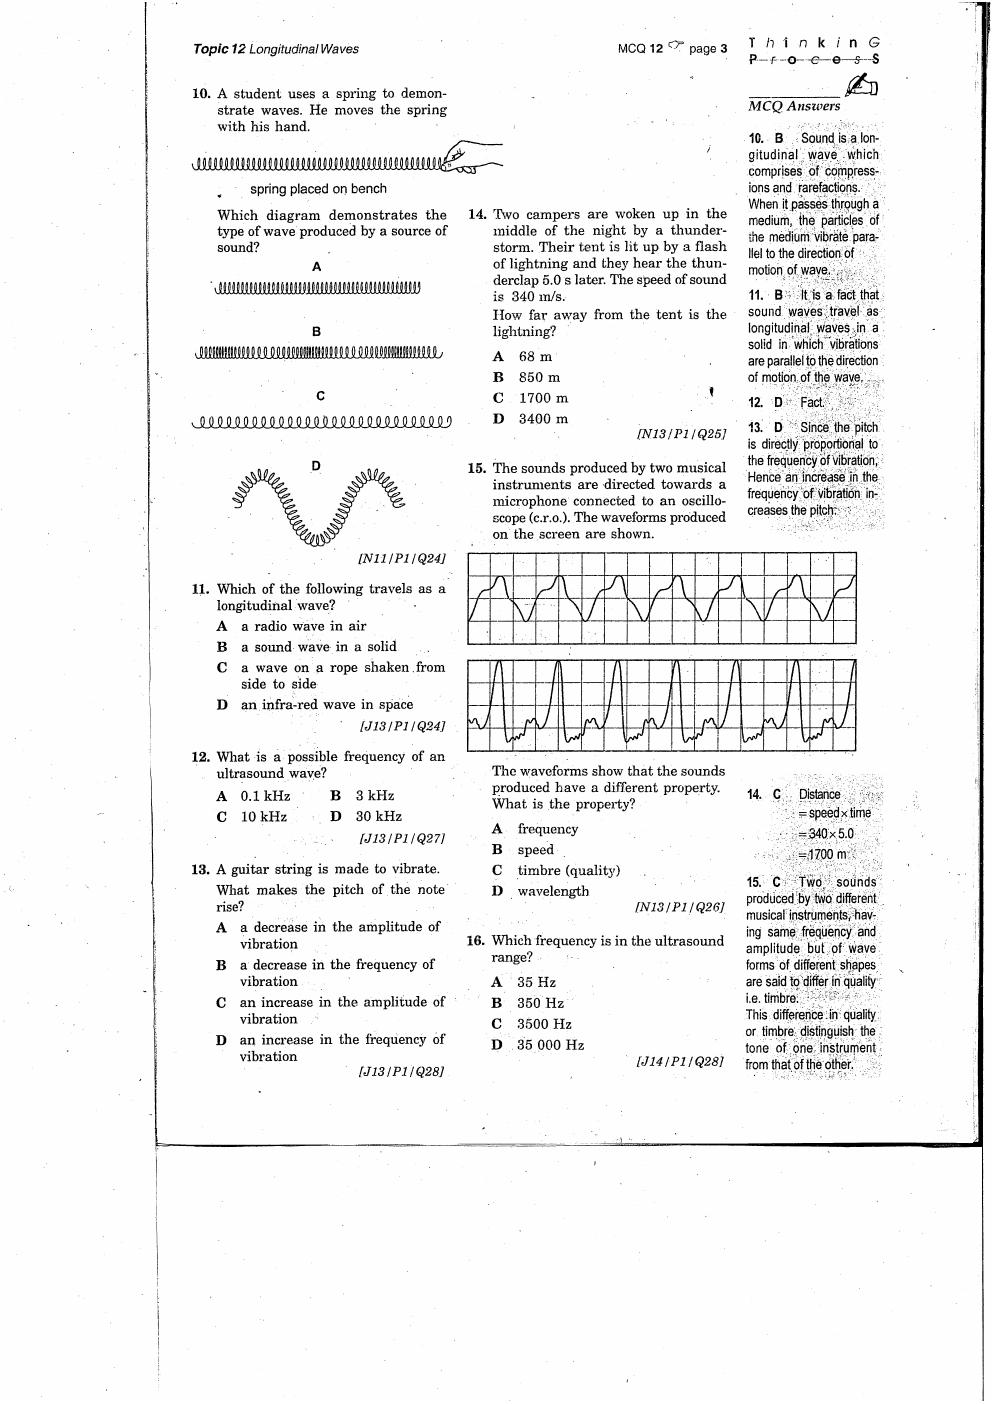 Topic 12 Longitudinal Waves
MCQ 12 ☞ page 3
T h i n k i n G
P r o c e s S
10. A student uses a spring to demon-
strate waves. He moves the spring
with his hand.
spring placed on bench
Which diagram demonstrates the
type of wave produced by a source of
sound?
A
B
C
D
[N11/P1/Q24]
11. Which of the following travels as a
longitudinal wave?
A a radio wave in air
B a sound wave in a solid
C a wave on a rope shaken from
side to side
D an infra-red wave in space
[J13/P1/Q24]
12. What is a possible frequency of an
ultrasound wave?
A 0.1 kHz B 3 kHz
C 10 kHz D 30 kHz
[J13/P1/Q27]
13. A guitar string is made to vibrate.
What makes the pitch of the note
rise?
A a decrease in the amplitude of
vibration
B a decrease in the frequency of
vibration
C an increase in the amplitude of
vibration
D an increase in the frequency of
vibration
[J13/P1/Q28]
14. Two campers are woken up in the
middle of the night by a thunder-
storm. Their tent is lit up by a flash
of lightning and they hear the thun-
derclap 5.0 s later. The speed of sound
is 340 m/s.
How far away from the tent is the
lightning?
A 68 m
B 850 m
C 1700 m
D 3400 m
[N13/P1/Q25]
15. The sounds produced by two musical
instruments are directed towards a
microphone connected to an oscillo-
scope (c.r.o.). The waveforms produced
on the screen are shown.
The waveforms show that the sounds
produced have a different property.
What is the property?
A frequency
B speed
C timbre (quality)
D wavelength
[N13/P1/Q26]
16. Which frequency is in the ultrasound
range?
A 35 Hz
B 350 Hz
C 3500 Hz
D 35 000 Hz
[J14/P1/Q28]
MCQ Answers
10. B Sound is a lon-
gitudinal wave which
comprises of compress-
ions and rarefactions.
When it passes through a
medium, the particles of
the medium vibrate para-
llel to the direction of
motion of wave.
11. B It is a fact that
sound waves travel as
longitudinal waves in a
solid in which vibrations
are parallel to the direction
of motion of the wave.
12. D Fact.
13. D Since the pitch
is directly proportional to
the frequency of vibration,
Hence an increase in the
frequency of vibration in-
creases the pitch.
14. C Distance
= speed × time
= 340 × 5.0
= 1700 m
15. C Two sounds
produced by two different
musical instruments, hav-
ing same frequency and
amplitude but of wave
forms of different shapes
are said to differ in quality
i.e. timbre.
This difference in quality
or timbre distinguish the
tone of one instrument
from that of the other.